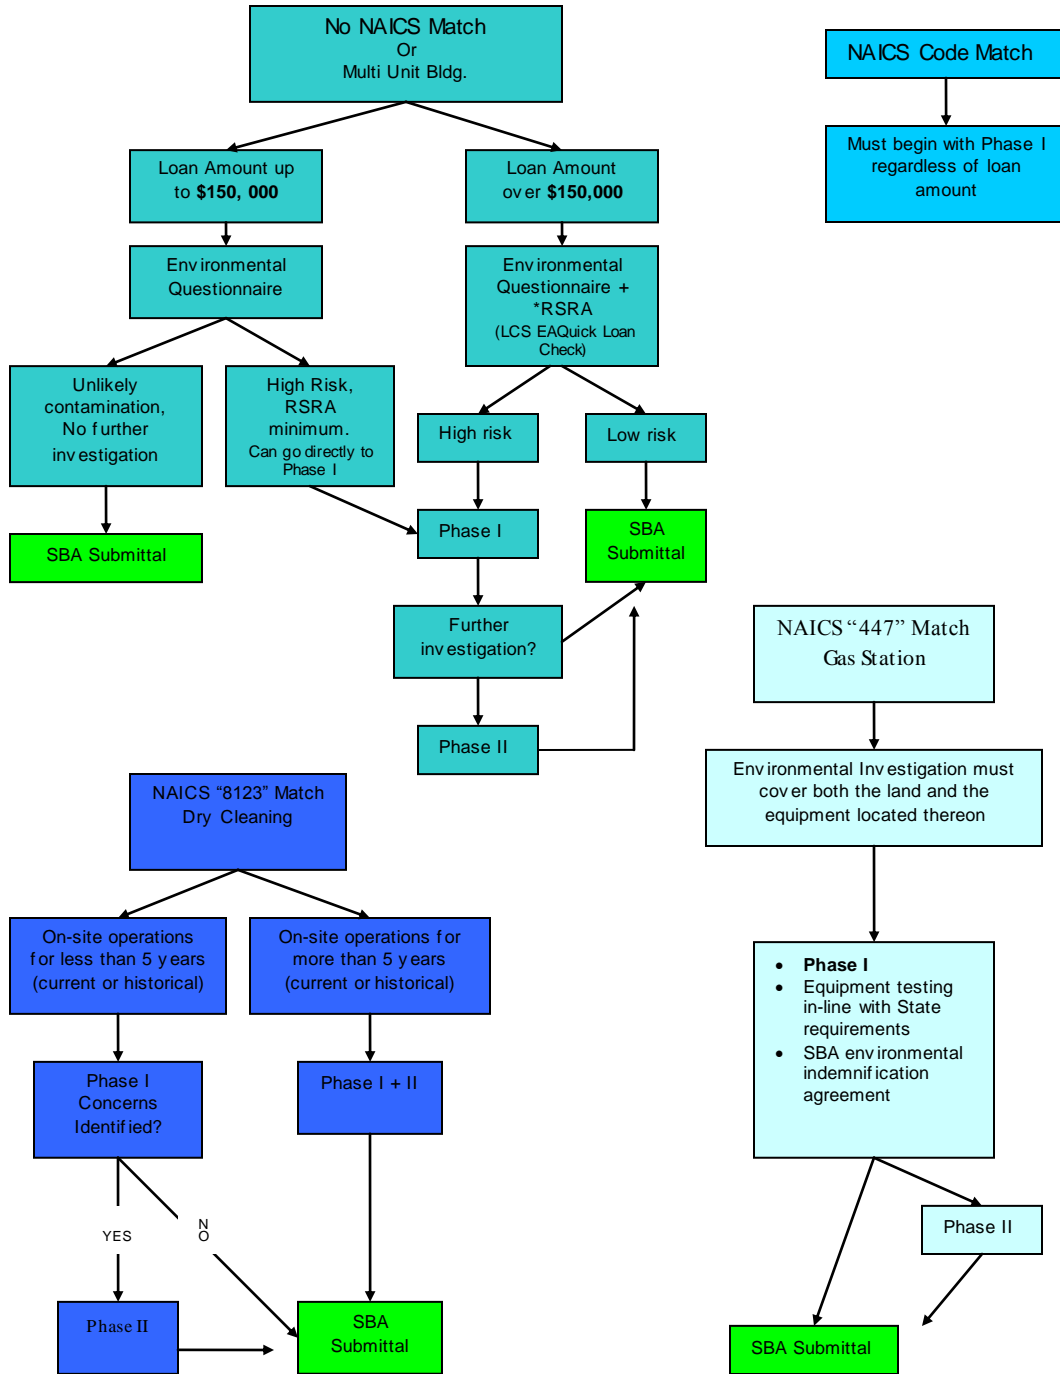 No NAICS Match
Or
Multi Unit Bldg.
NAICS Code Match
Must begin with Phase I
regardless of loan
amount
Loan Amount up
to $150, 000
Loan Amount
over $150,000
Environmental
Questionnaire
Environmental
Questionnaire +
*RSRA
(LCS EAQuick Loan
Check)
Unlikely
contamination,
No further
investigation
High Risk,
RSRA
minimum.
Can go directly to
Phase I
High risk
Low risk
SBA Submittal
Phase I
SBA
Submittal
Further
investigation?
Phase II
NAICS “447” Match
Gas Station
Environmental Investigation must
cover both the land and the
equipment located thereon
• Phase I
• Equipment testing
in-line with State
requirements
• SBA environmental
indemnification
agreement
Phase II
SBA Submittal
NAICS “8123” Match
Dry Cleaning
On-site operations
for less than 5 years
(current or historical)
On-site operations for
more than 5 years
(current or historical)
Phase I
Concerns
Identified?
Phase I + II
YES
NO
Phase II
SBA
Submittal